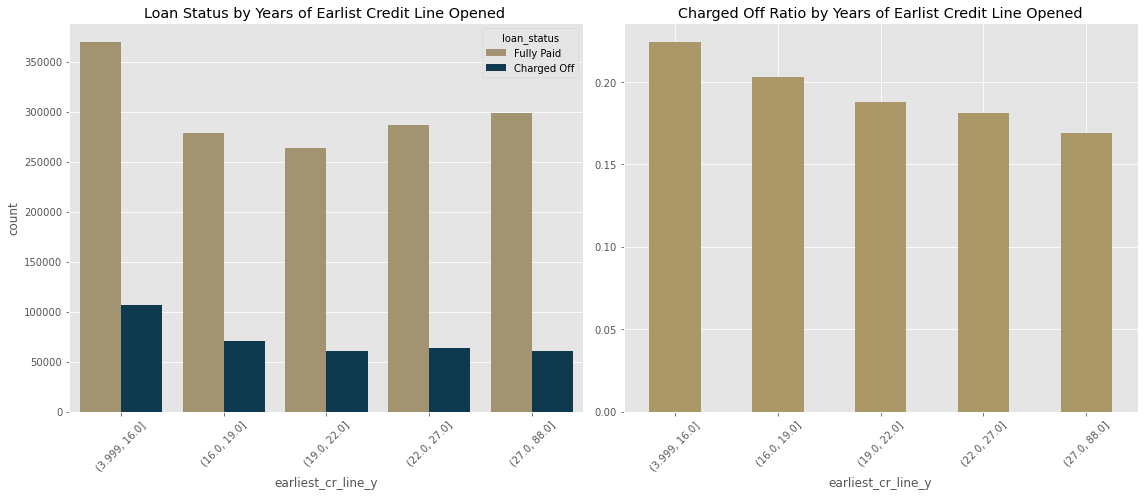 Loan Status by Years of Earlist Credit Line Opened
loan_status
Fully Paid
Charged Off
350000
300000
250000
200000
150000
100000
50000
0
count
(3.999, 16.0]
(16.0, 19.0]
(19.0, 22.0]
(22.0, 27.0]
(27.0, 88.0]
earliest_cr_line_y
Charged Off Ratio by Years of Earlist Credit Line Opened
0.20
0.15
0.10
0.05
0.00
(3.999, 16.0]
(16.0, 19.0]
(19.0, 22.0]
(22.0, 27.0]
(27.0, 88.0]
earliest_cr_line_y